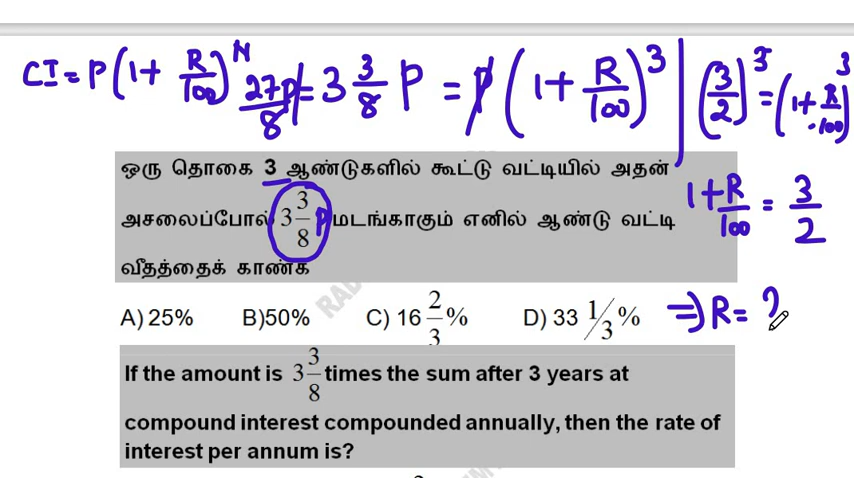 CI = P(1 + R/100)^N 27P/8 = 3 3/8 P = P(1 + R/100)^3 | (3/2)^3 = (1 + R/100)^3
ஒரு தொகை 3 ஆண்டுகளில் கூட்டு வட்டியில் அதன்
அசலைப்போல் 3 3/8 P மடங்காகும் எனில் ஆண்டு வட்டி
வீதத்தைக் காண்க
1 + R/100 = 3/2
A) 25% B)50% C) 16 2/3 % D) 33 1/3 %
⇒ R = ?
If the amount is 3 3/8 times the sum after 3 years at
compound interest compounded annually, then the rate of
interest per annum is?